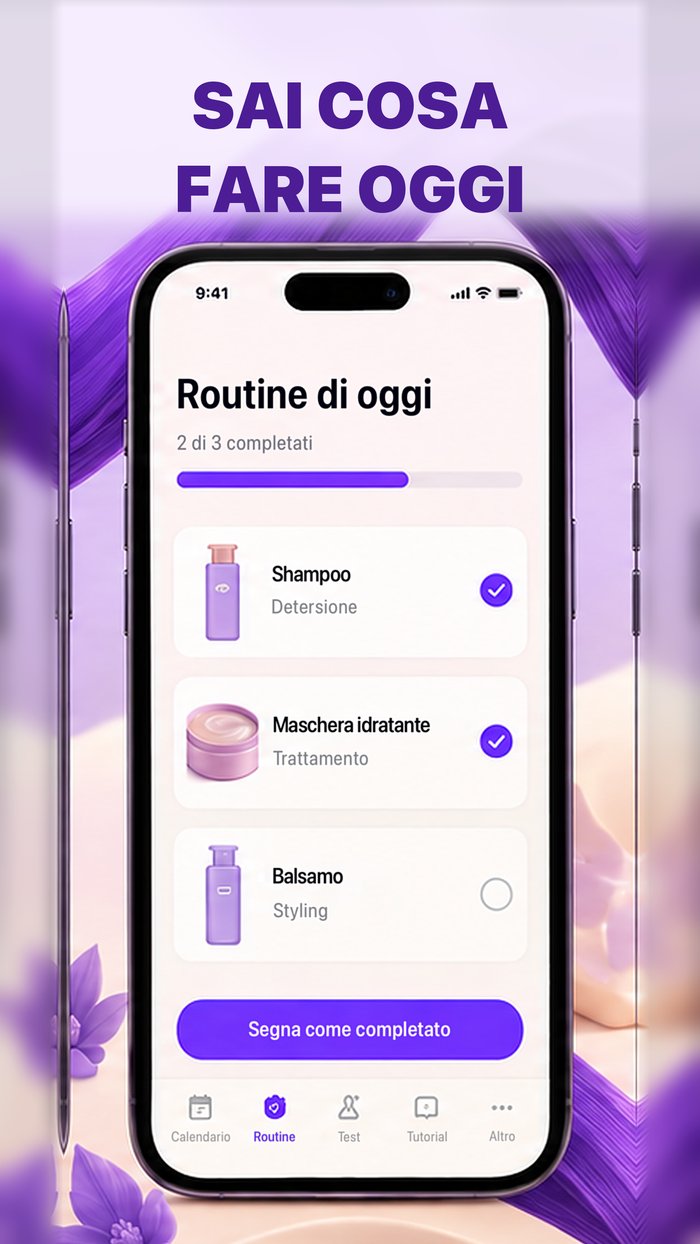 SAI COSA
FARE OGGI
9:41
Routine di oggi
2 di 3 completati
Shampoo
Detersione
Maschera idratante
Trattamento
Balsamo
Styling
Segna come completato
Calendario
Routine
Test
Tutorial
Altro